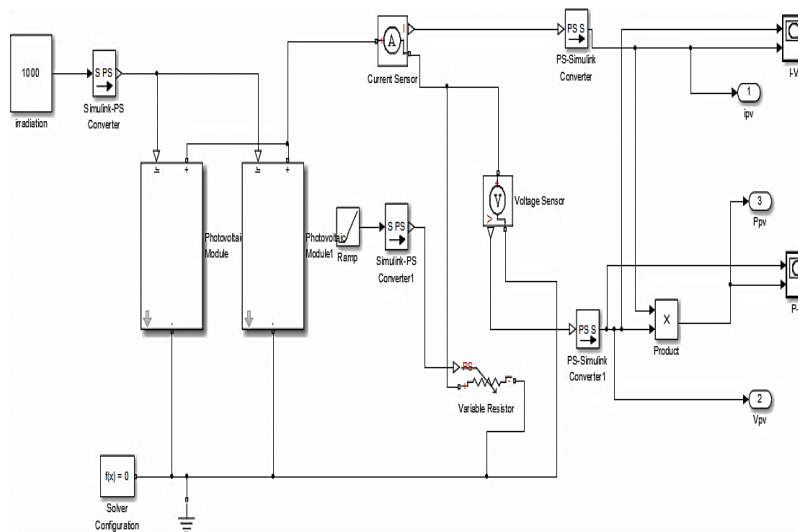 1000
irradiation
S PS
Simulink-PS
Converter
Ir
+
-
Photovoltaic
Module
Ir
+
-
Photovoltaic
Module1
Ramp
S PS
Simulink-PS
Converter1
+
A
I
-
Current Sensor
PS S
PS-Simulink
Converter
I-V
1
ipv
+
V
V
-
Voltage Sensor
3
Ppv
PS S
PS-Simulink
Converter1
X
Product
P-
2
Vpv
PS
+
-
Variable Resistor
f(x) = 0
Solver
Configuration